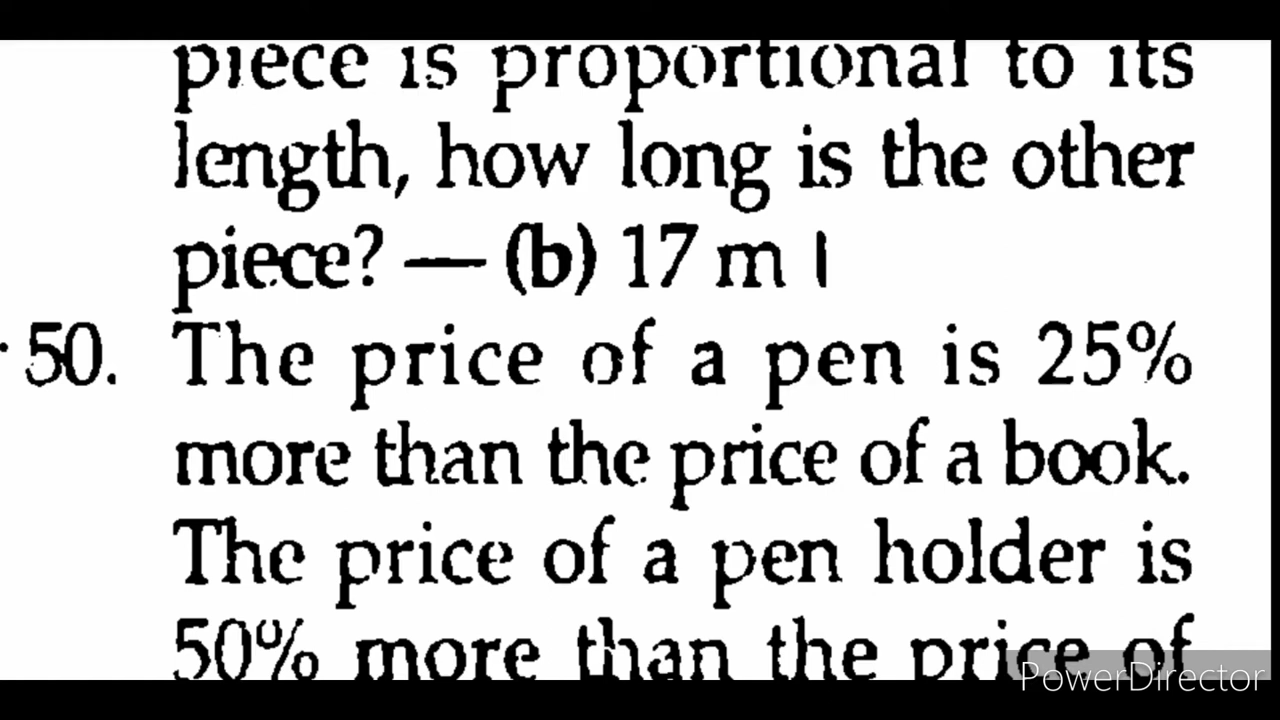 piece is proportional to its
length, how long is the other
piece? — (b) 17 m |
50. The price of a pen is 25%
more than the price of a book.
The price of a pen holder is
50% more than the price of
PowerDirector